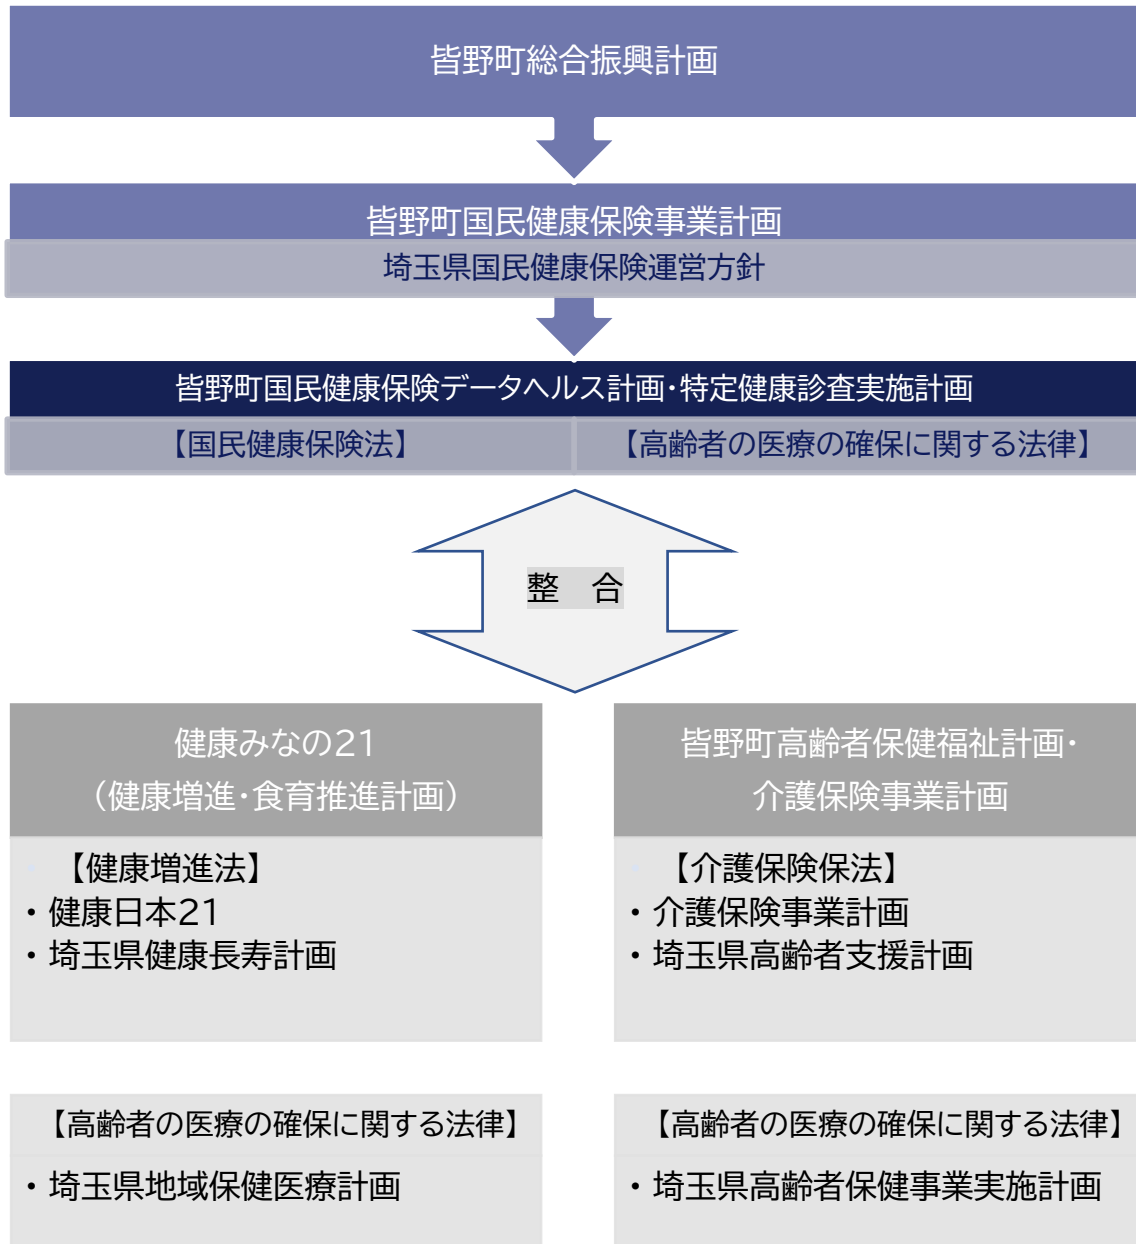 皆野町総合振興計画
皆野町国民健康保険事業計画
埼玉県国民健康保険運営方針
皆野町国民健康保険データヘルス計画・特定健康診査実施計画
【国民健康保険法】
【高齢者の医療の確保に関する法律】
整　合
健康みなの21
（健康増進・食育推進計画）
・【健康増進法】
・健康日本21
・埼玉県健康長寿計画
皆野町高齢者保健福祉計画・
介護保険事業計画
・【介護保険保法】
・介護保険事業計画
・埼玉県高齢者支援計画
【高齢者の医療の確保に関する法律】
・埼玉県地域保健医療計画
【高齢者の医療の確保に関する法律】
・埼玉県高齢者保健事業実施計画